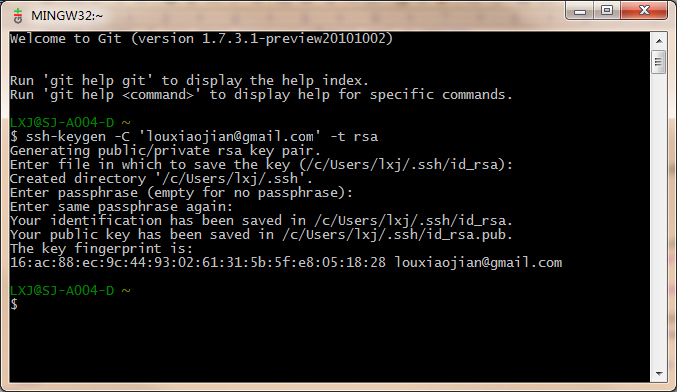 MINGW32:~
Welcome to Git (version 1.7.3.1-preview20101002)
Run 'git help git' to display the help index.
Run 'git help <command>' to display help for specific commands.
LXJ@SJ-A004-D ~
$ ssh-keygen -C 'louxiaojian@gmail.com' -t rsa
Generating public/private rsa key pair.
Enter file in which to save the key (/c/Users/lxj/.ssh/id_rsa):
Created directory '/c/Users/lxj/.ssh'.
Enter passphrase (empty for no passphrase):
Enter same passphrase again:
Your identification has been saved in /c/Users/lxj/.ssh/id_rsa.
Your public key has been saved in /c/Users/lxj/.ssh/id_rsa.pub.
The key fingerprint is:
16:ac:88:ec:9c:44:93:02:61:31:5b:5f:e8:05:18:28 louxiaojian@gmail.com
LXJ@SJ-A004-D ~
$